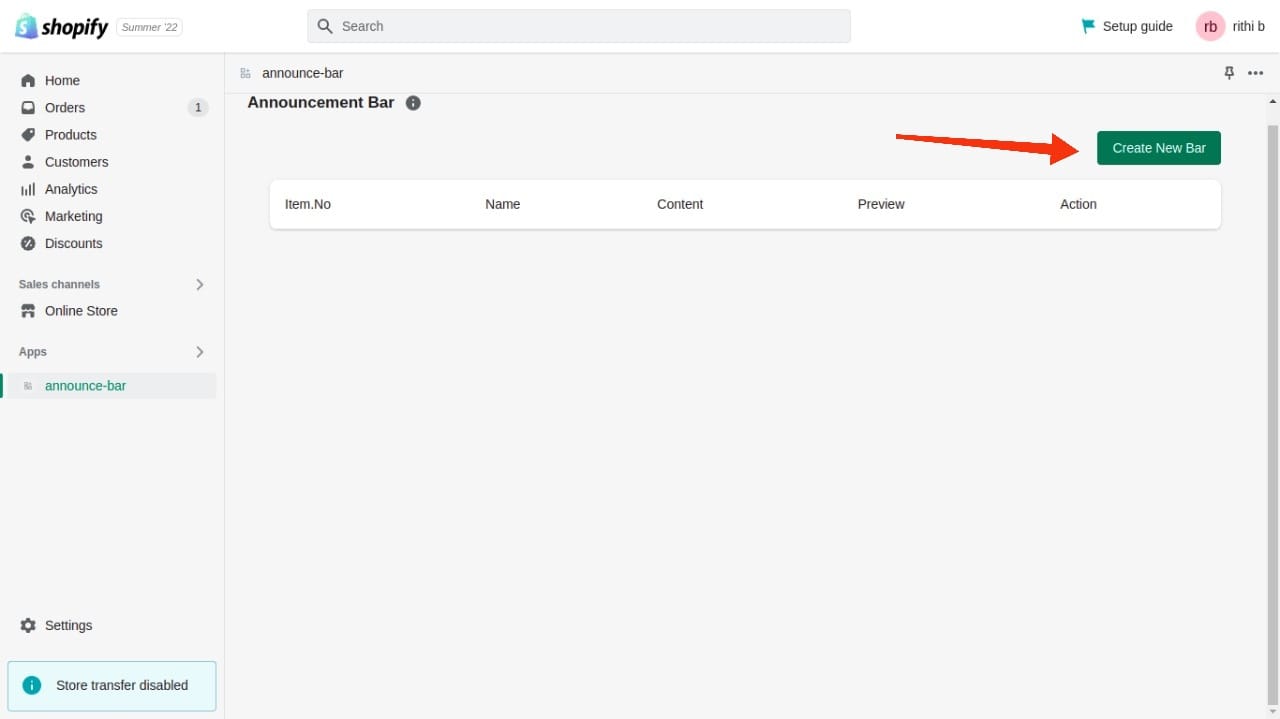 shopify Summer '22
Search
Setup guide
rb rithi b
Home
Orders 1
Products
Customers
Analytics
Marketing
Discounts
Sales channels
Online Store
Apps
announce-bar
Settings
Store transfer disabled
announce-bar
Announcement Bar
Create New Bar
Item.No Name Content Preview Action